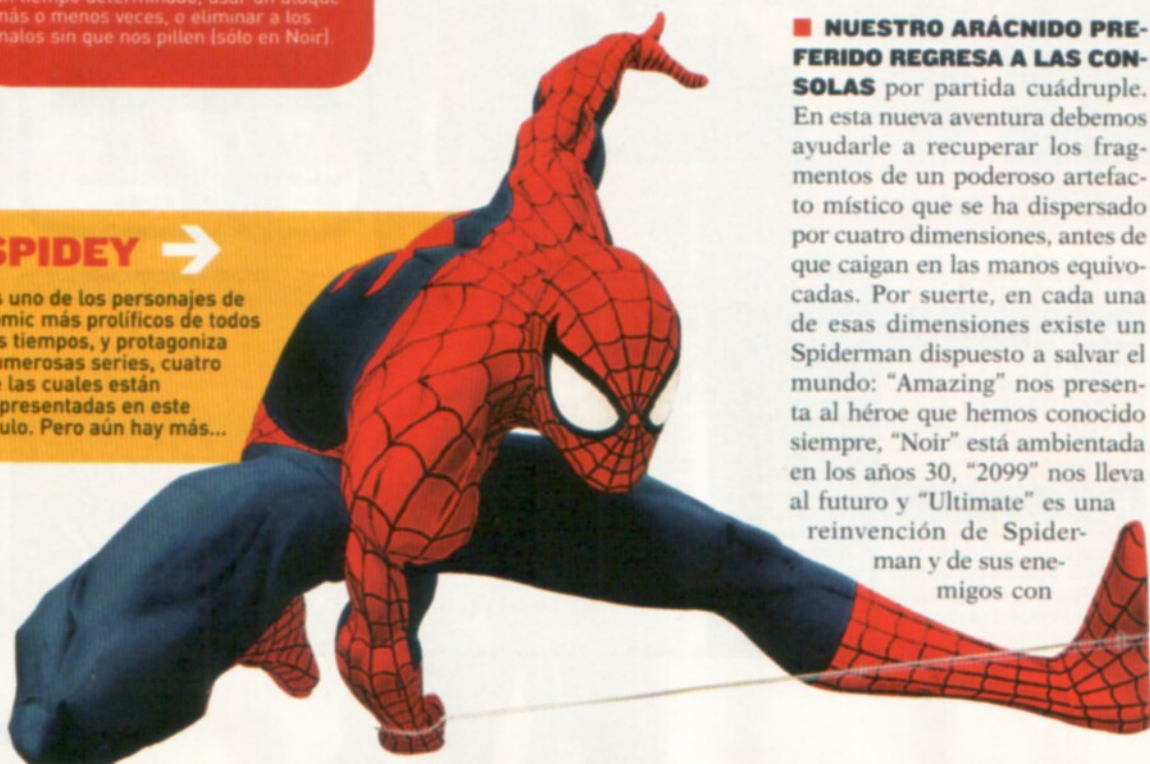 más o menos veces, o eliminar a los
malos sin que nos pillen (sólo en Noir).
SPIDEY
s uno de los personajes de
ómic más prolíficos de todos
s tiempos, y protagoniza
umerosas series, cuatro
e las cuales están
presentadas en este
ulo. Pero aún hay más...
■ NUESTRO ARÁCNIDO PRE-
FERIDO REGRESA A LAS CON-
SOLAS por partida cuádruple.
En esta nueva aventura debemos
ayudarle a recuperar los frag-
mentos de un poderoso artefac-
to místico que se ha dispersado
por cuatro dimensiones, antes de
que caigan en las manos equivo-
cadas. Por suerte, en cada una
de esas dimensiones existe un
Spiderman dispuesto a salvar el
mundo: "Amazing" nos presen-
ta al héroe que hemos conocido
siempre, "Noir" está ambientada
en los años 30, "2099" nos lleva
al futuro y "Ultimate" es una
reinvención de Spider-
man y de sus ene-
migos con